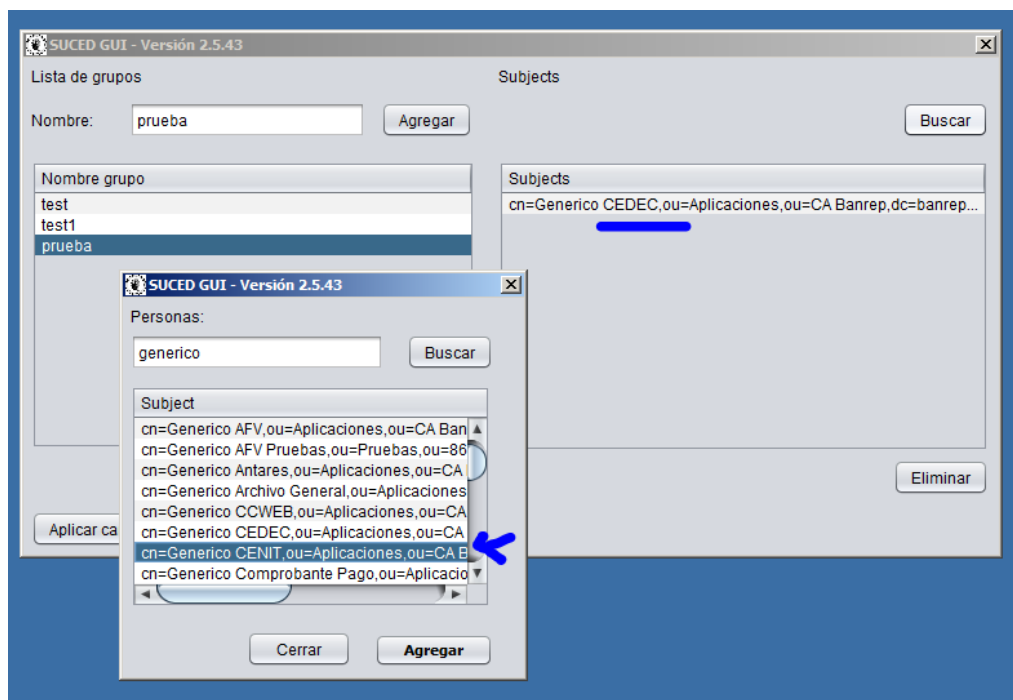 SUCED GUI - Versión 2.5.43
Lista de grupos
Subjects
Nombre:
prueba
Agregar
Buscar
Nombre grupo
test
test1
prueba
Subjects
cn=Generico CEDEC,ou=Aplicaciones,ou=CA Banrep,dc=banrep...
Eliminar
Aplicar ca
SUCED GUI - Versión 2.5.43
Personas:
generico
Buscar
Subject
cn=Generico AFV,ou=Aplicaciones,ou=CA Ban
cn=Generico AFV Pruebas,ou=Pruebas,ou=86
cn=Generico Antares,ou=Aplicaciones,ou=CA
cn=Generico Archivo General,ou=Aplicaciones
cn=Generico CCWEB,ou=Aplicaciones,ou=CA
cn=Generico CEDEC,ou=Aplicaciones,ou=CA
cn=Generico CENIT,ou=Aplicaciones,ou=CA B
cn=Generico Comprobante Pago,ou=Aplicacio
Cerrar
Agregar